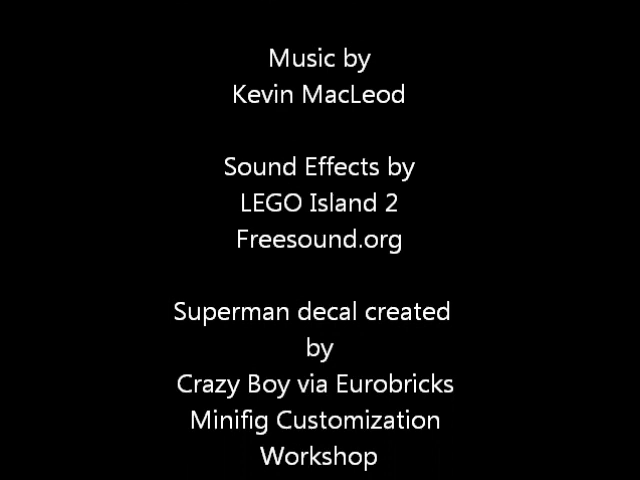 Music by
Kevin MacLeod
Sound Effects by
LEGO Island 2
Freesound.org
Superman decal created
by
Crazy Boy via Eurobricks
Minifig Customization
Workshop